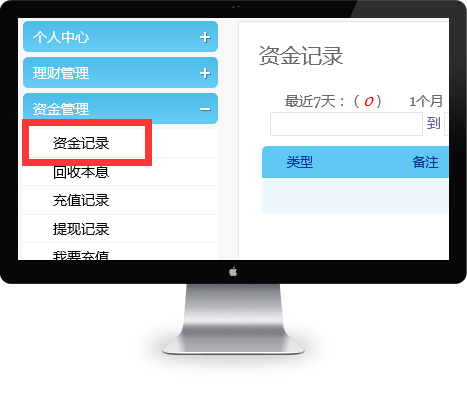 个人中心 +
理财管理 +
资金管理 −
资金记录
回收本息
充值记录
提现记录
我要充值
资金记录
最近7天：（ 0 ） 1个月
到
类型 备注